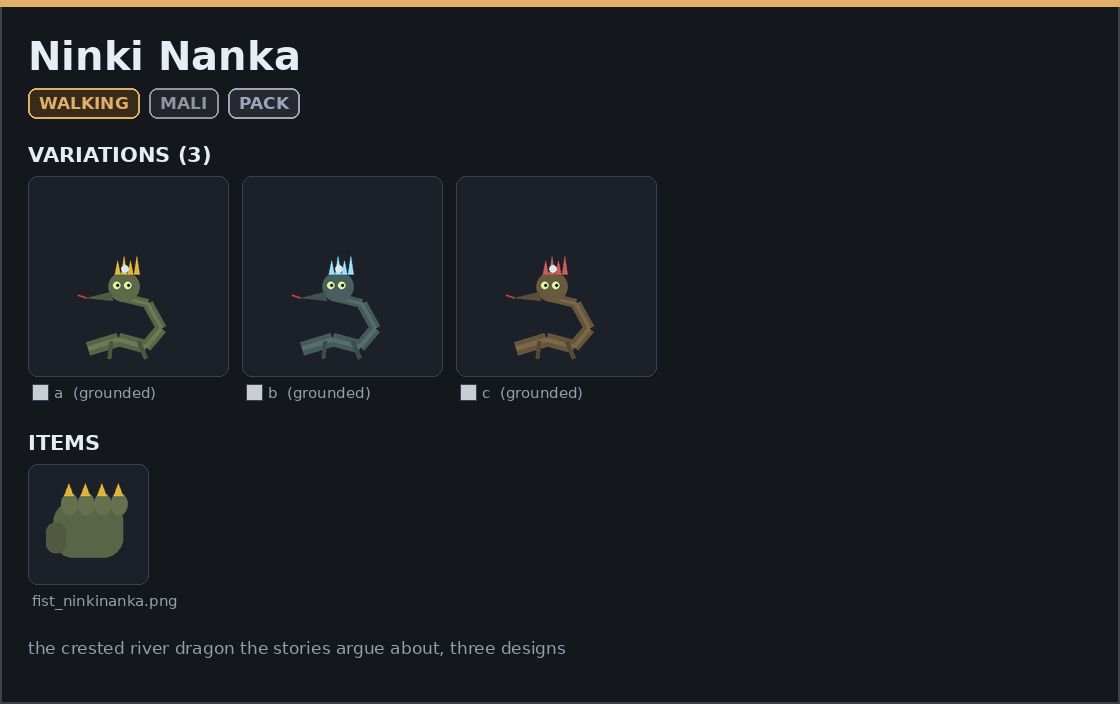 Ninki Nanka
WALKING MALI PACK
VARIATIONS (3)
a (grounded) b (grounded) c (grounded)
ITEMS
fist_ninkinanka.png
the crested river dragon the stories argue about, three designs